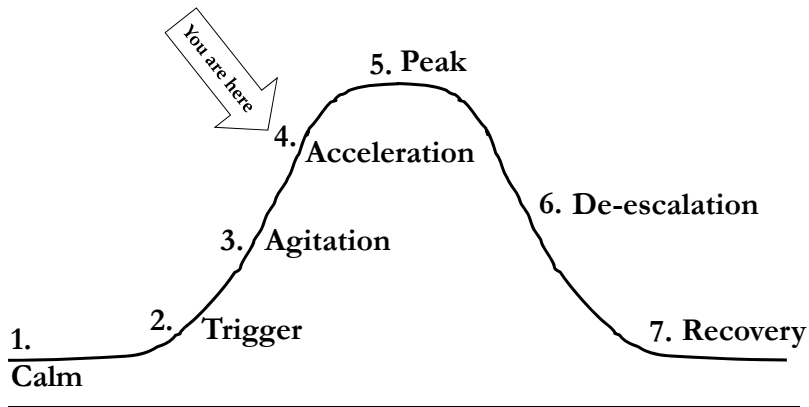 You are here
5. Peak
4.
Acceleration
6. De-escalation
3. Agitation
2. Trigger
7. Recovery
1.
Calm